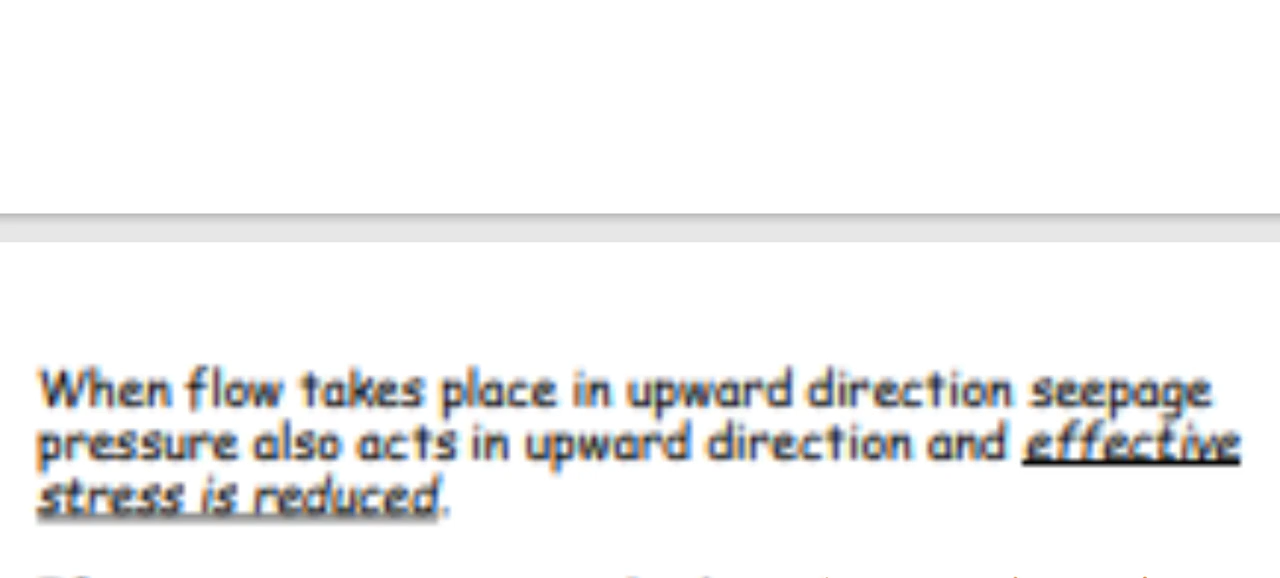 When flow takes place in upward direction seepage
pressure also acts in upward direction and effective
stress is reduced.